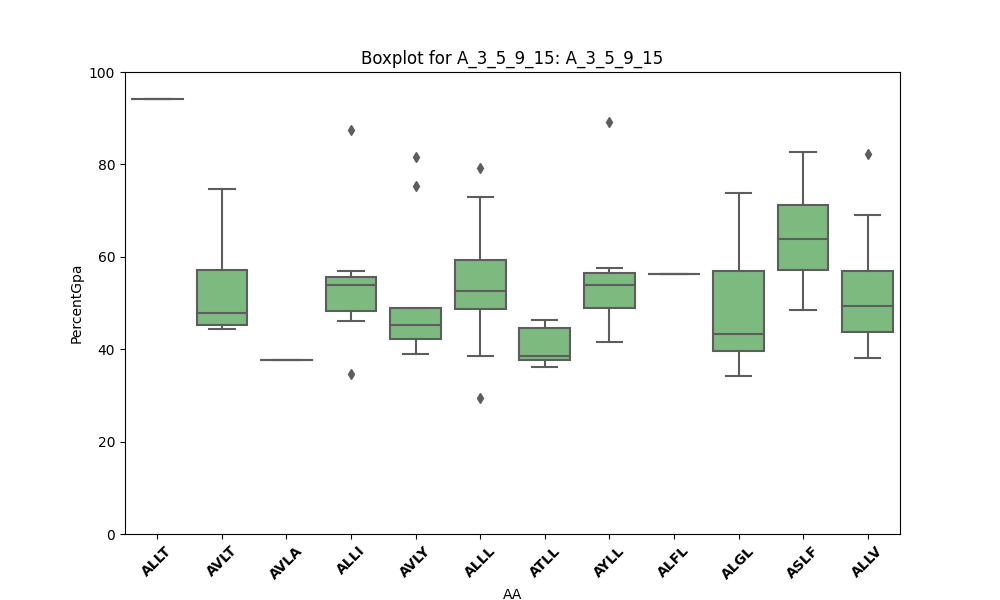 Boxplot for A_3_5_9_15: A_3_5_9_15
PercentGpa
100
80
60
40
20
0
ALLT AVLT AVLA ALLI AVLY ALLL ATLL AYLL ALFL ALGL ASLF ALLV
AA